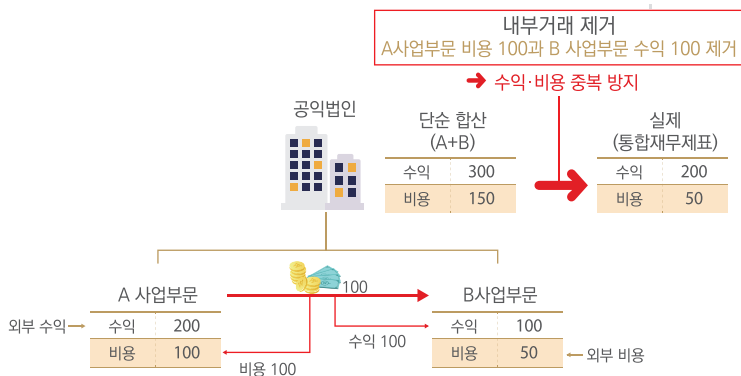 내부거래 제거
A사업부문 비용 100과 B 사업부문 수익 100 제거
수익·비용 중복 방지
공익법인
단순 합산
(A+B)
수익 300
비용 150
실제
(통합재무제표)
수익 200
비용 50
100
A 사업부문
외부 수익
수익 200
비용 100
비용 100
수익 100
B사업부문
수익 100
비용 50
외부 비용